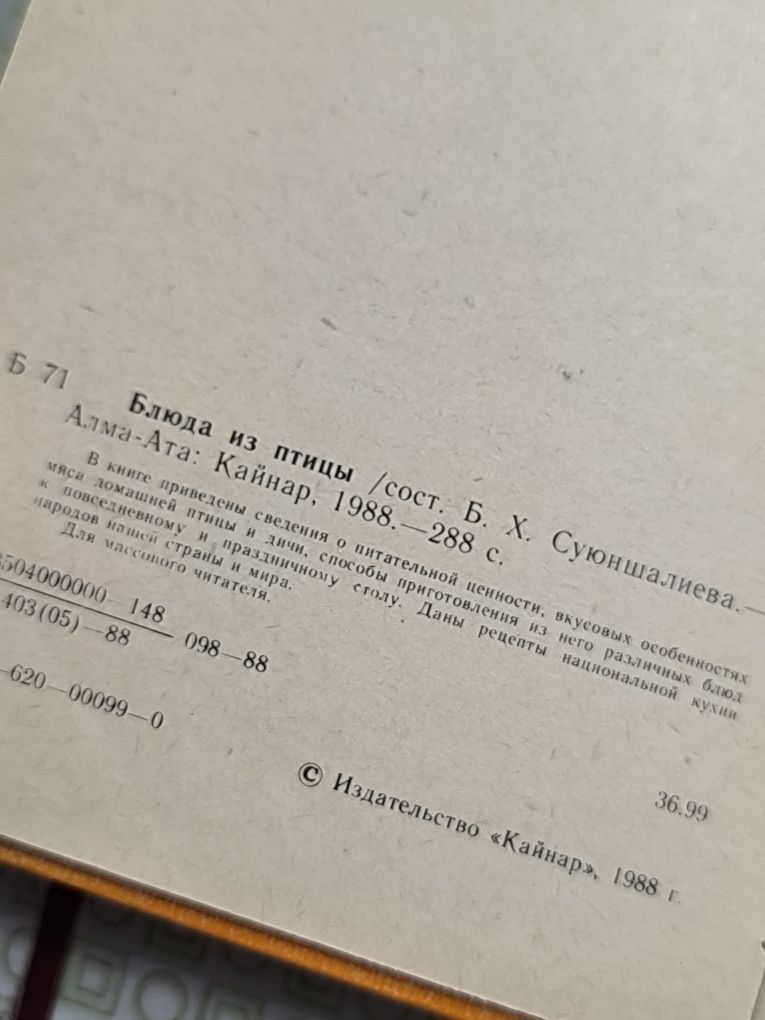 Б 71
Блюда из птицы /сост. Б. Х. Суюншалиева.—
Алма-Ата: Кайнар, 1988.—288 с.
В книге приведены сведения о питательной ценности, вкусовых особенностях
мяса домашней птицы и дичи, способы приготовления из него различных блюд
к повседневному и праздничному столу. Даны рецепты национальной кухни
народов нашей страны и мира.
Для массового читателя.
3504000000—148
403(05)—88
098—88
36.99
—620—00099—0
© Издательство «Кайнар», 1988 г.